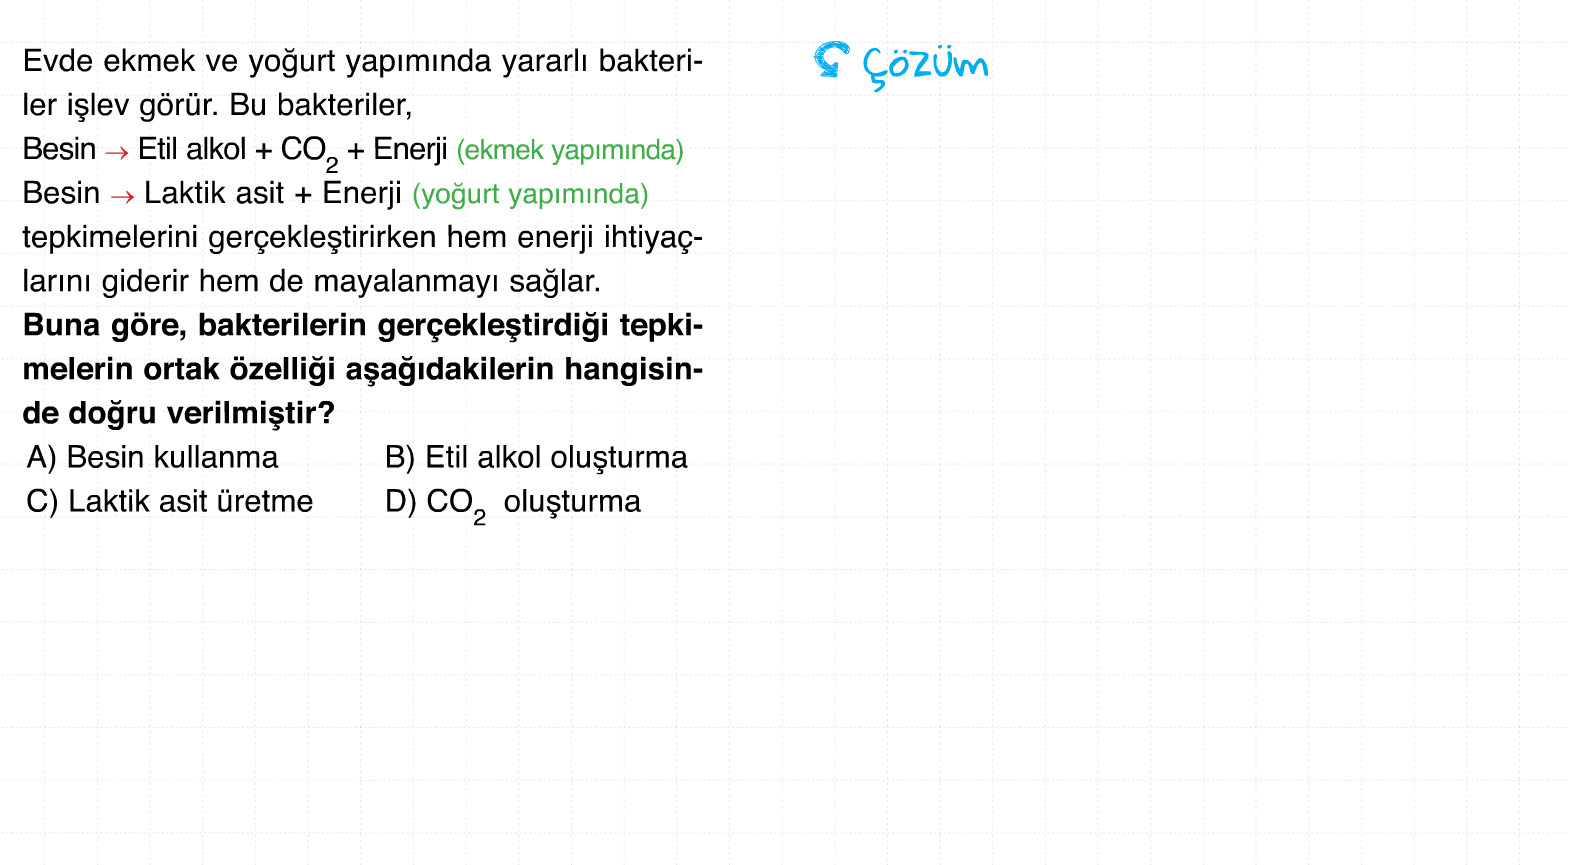 Evde ekmek ve yoğurt yapımında yararlı bakteri-
ler işlev görür. Bu bakteriler,
Besin → Etil alkol + CO₂ + Enerji (ekmek yapımında)
Besin → Laktik asit + Enerji (yoğurt yapımında)
tepkimelerini gerçekleştirirken hem enerji ihtiyaç-
larını giderir hem de mayalanmayı sağlar.
Buna göre, bakterilerin gerçekleştirdiği tepki-
melerin ortak özelliği aşağıdakilerin hangisin-
de doğru verilmiştir?
A) Besin kullanma B) Etil alkol oluşturma
C) Laktik asit üretme D) CO₂ oluşturma
Çözüm